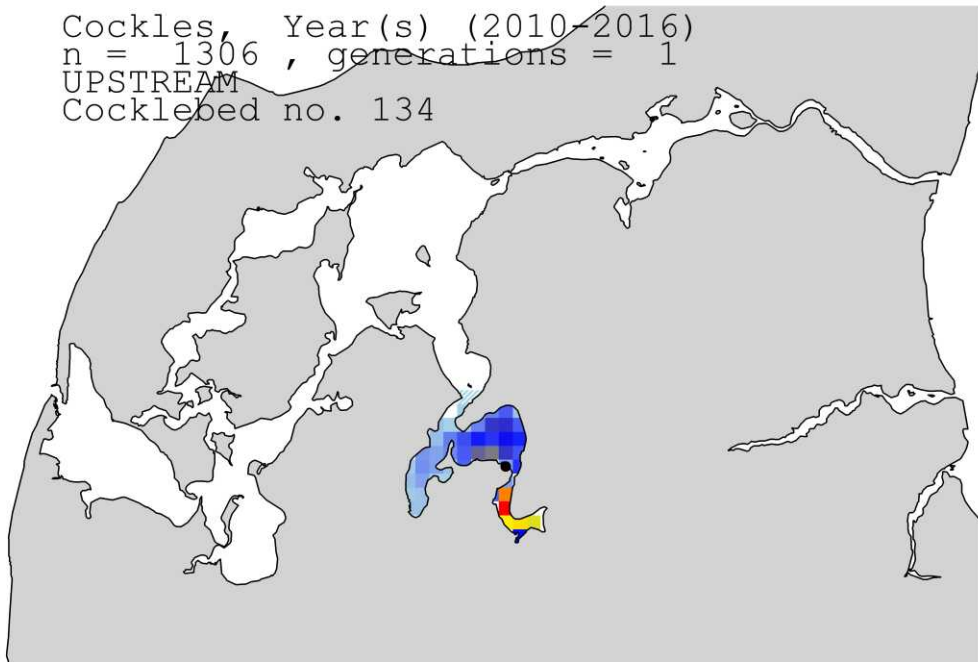 Cockles, Year(s) (2010-2016)
n = 1306 , generations = 1
UPSTREAM
Cocklebed no. 134